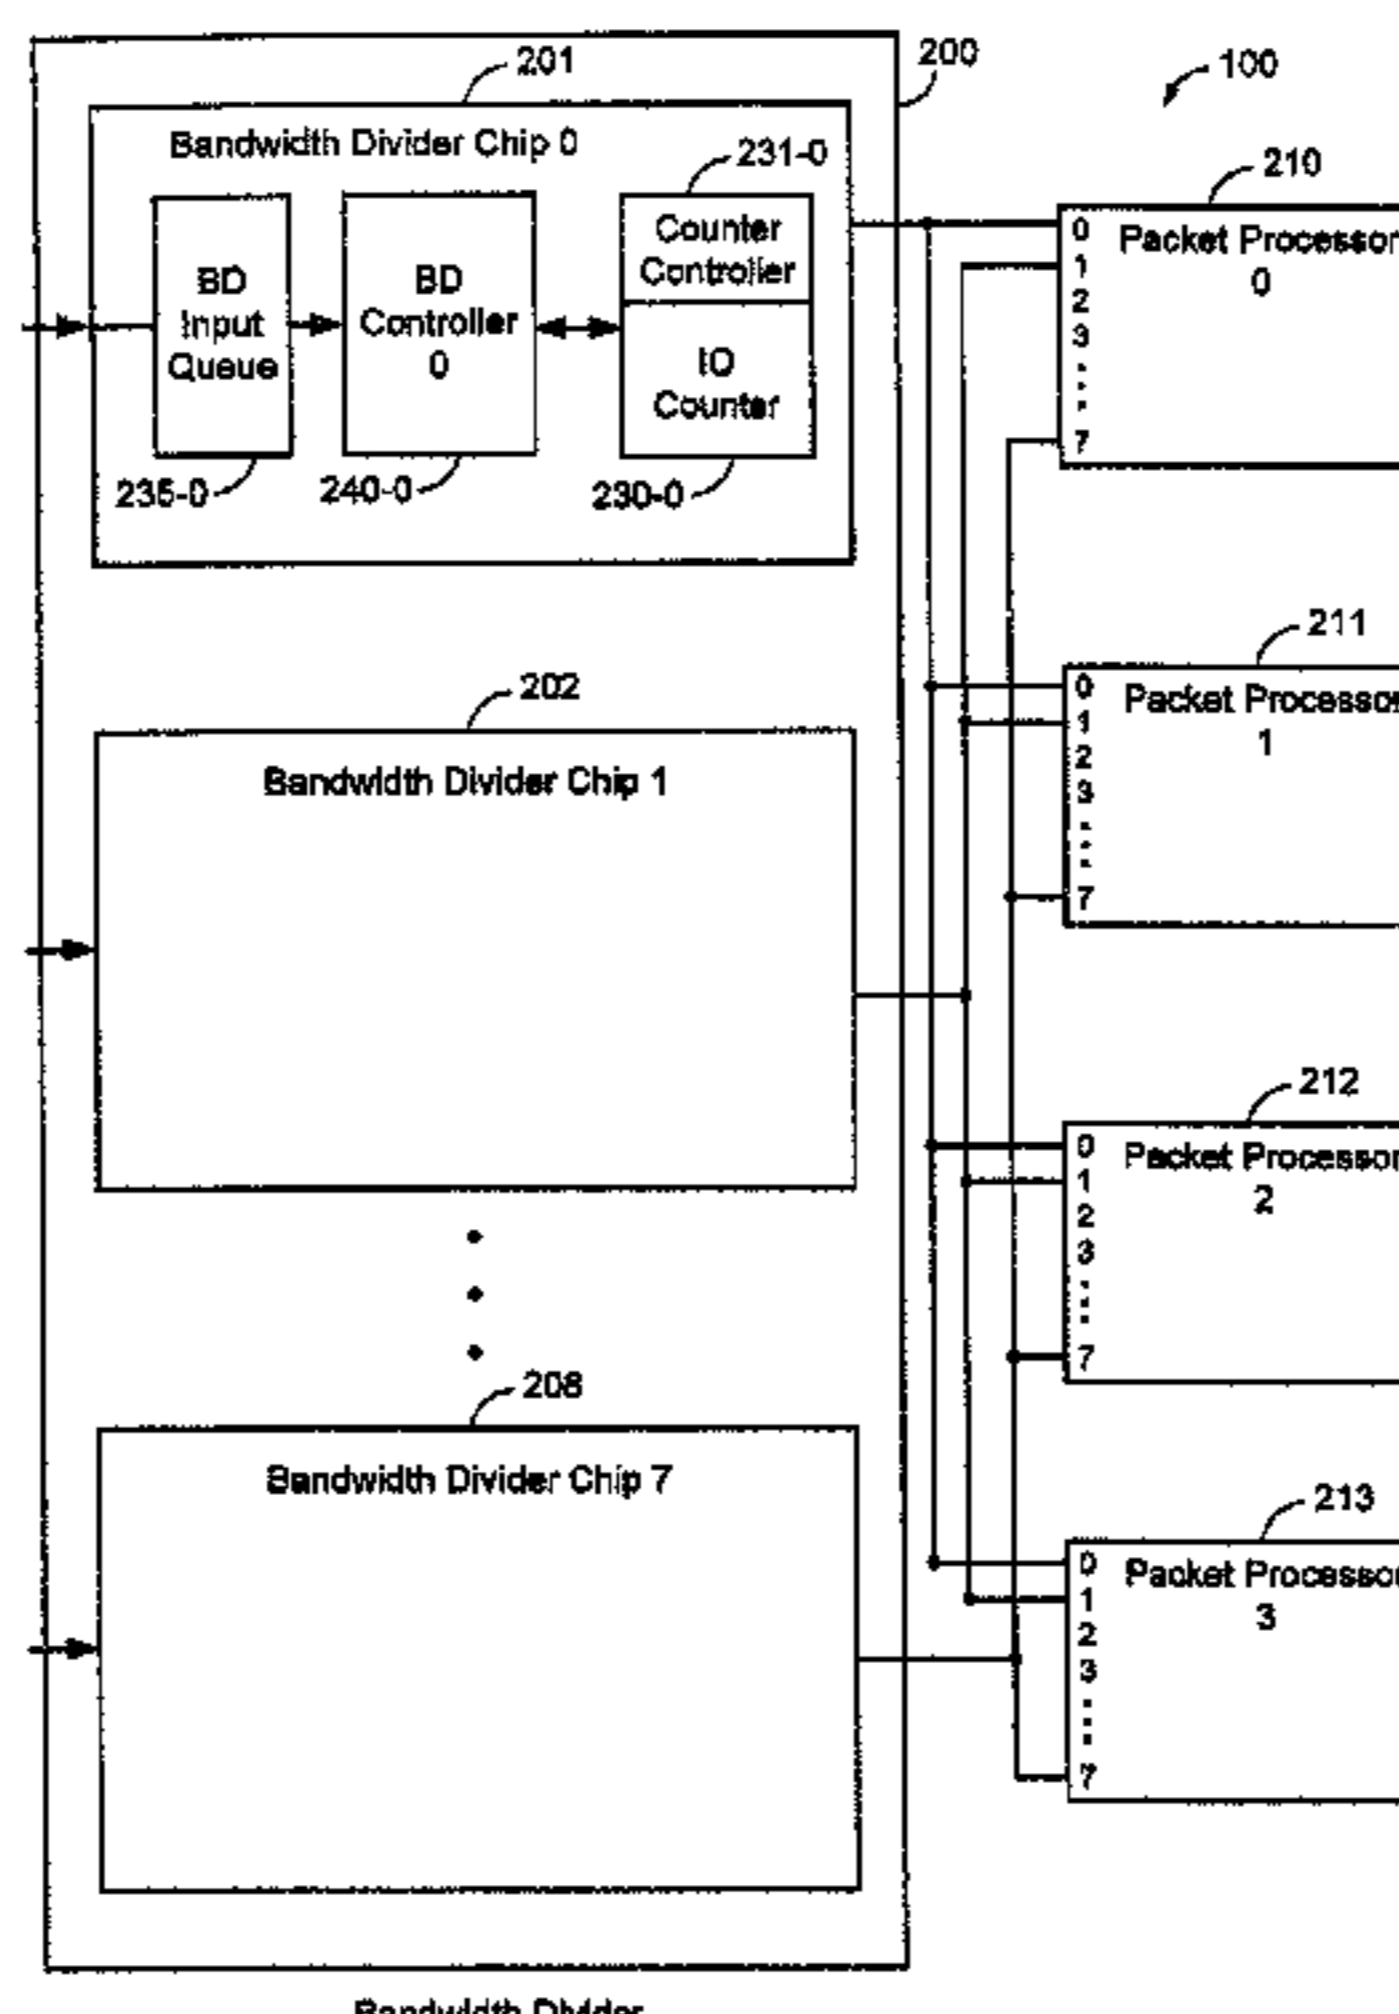 201
200
100
Bandwidth Divider Chip 0
231-0
210
BD
Input
Queue
BD
Controller
0
Counter
Controller
IO
Counter
235-0
240-0
230-0
0
1
2
3
7
Packet Processor
0
211
0
1
2
3
7
Packet Processor
1
202
Bandwidth Divider Chip 1
212
0
1
2
3
7
Packet Processor
2
208
Bandwidth Divider Chip 7
213
0
1
2
3
7
Packet Processor
3
Bandwidth Divider